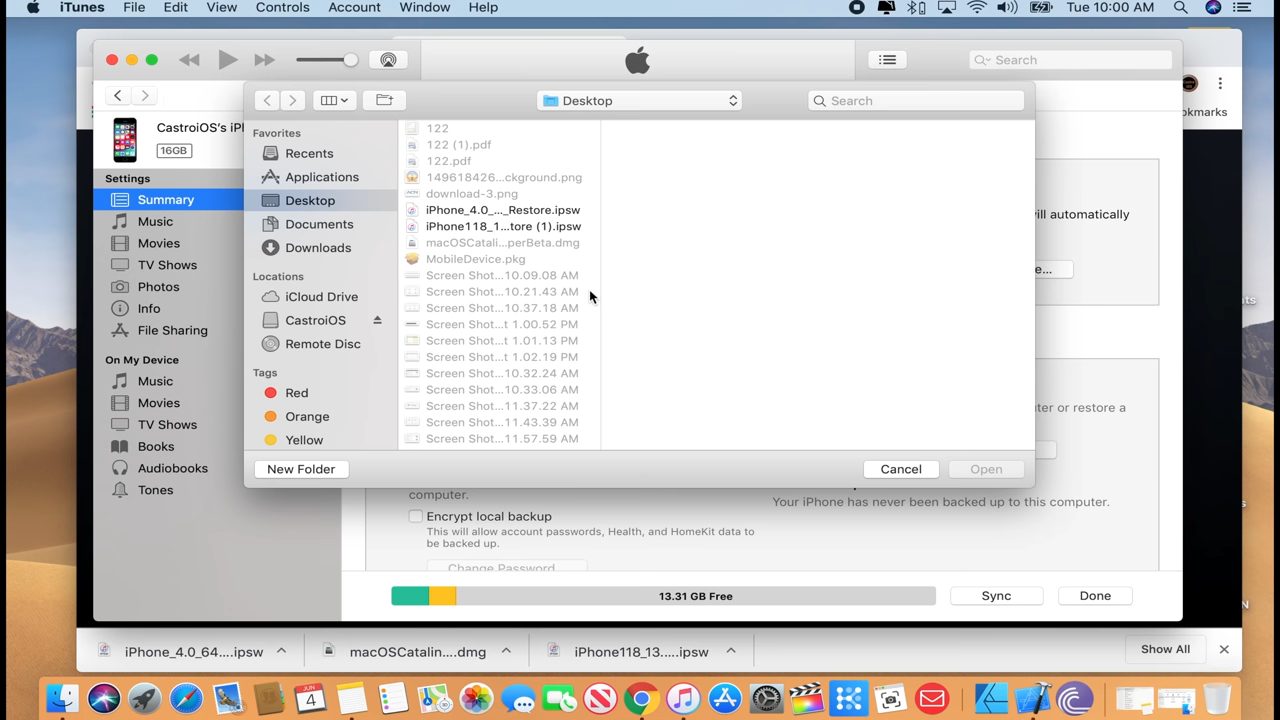 iTunes File Edit View Controls Account Window Help Tue 10:00 AM
Search
Desktop Search
okmarks
CastroiOS's iPl
16GB
Settings
Summary
Music
Movies
TV Shows
Photos
Info
File Sharing
On My Device
Music
Movies
TV Shows
Books
Audiobooks
Tones
Favorites
Recents
Applications
Desktop
Documents
Downloads
Locations
iCloud Drive
CastroiOS
Remote Disc
Tags
Red
Orange
Yellow
122
122 (1).pdf
122.pdf
149618426...ckground.png
download-3.png
iPhone_4.0_..._Restore.ipsw
iPhone118_1...tore (1).ipsw
macOSCatali...perBeta.dmg
MobileDevice.pkg
Screen Shot...10.09.08 AM
Screen Shot...10.21.43 AM
Screen Shot...10.37.18 AM
Screen Shot...t 1.00.52 PM
Screen Shot...t 1.01.13 PM
Screen Shot...t 1.02.19 PM
Screen Shot...10.32.24 AM
Screen Shot...10.33.06 AM
Screen Shot...11.37.22 AM
Screen Shot...11.43.39 AM
Screen Shot...11.57.59 AM
New Folder Cancel Open
ill automatically
e...
ter or restore a
computer.
Your iPhone has never been backed up to this computer.
Encrypt local backup
This will allow account passwords, Health, and HomeKit data to
be backed up.
Change Password
13.31 GB Free
Sync Done
iPhone_4.0_64....ipsw macOSCatalin....dmg iPhone118_13.....ipsw Show All
JUN
4